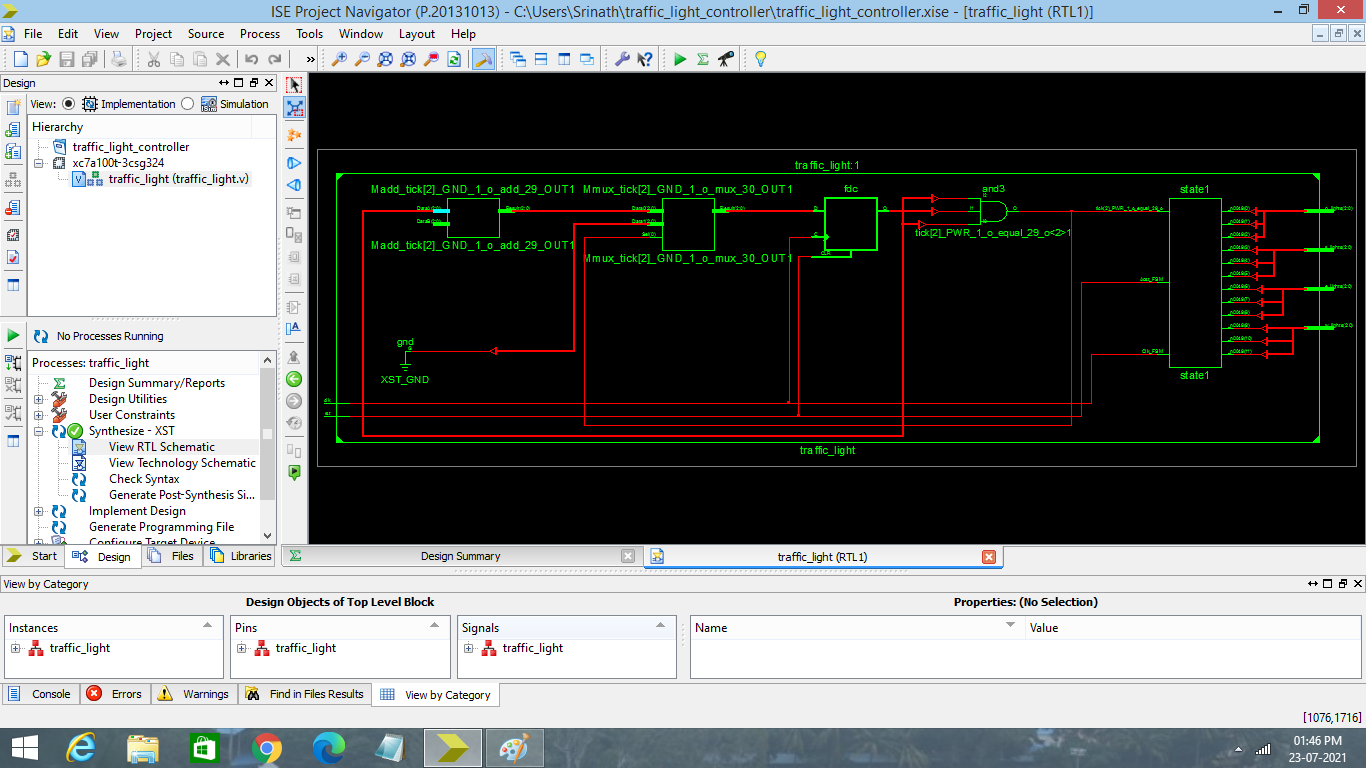 ISE Project Navigator (P.20131013) - C:\Users\Srinath\traffic_light_controller\traffic_light_controller.xise - [traffic_light (RTL1)]
File Edit View Project Source Process Tools Window Layout Help
Design
View: Implementation Simulation
Hierarchy
traffic_light_controller
xc7a100t-3csg324
traffic_light (traffic_light.v)
No Processes Running
Processes: traffic_light
Design Summary/Reports
Design Utilities
User Constraints
Synthesize - XST
View RTL Schematic
View Technology Schematic
Check Syntax
Generate Post-Synthesis Si...
Implement Design
Generate Programming File
Configure Target Device
Start Design Files Libraries
traffic_light:1
Madd_tick[2]_GND_1_o_add_29_OUT1
Mmux_tick[2]_GND_1_o_mux_30_OUT1
fdc
and3
state1
Madd_tick[2]_GND_1_o_add_29_OUT1
Mmux_tick[2]_GND_1_o_mux_30_OUT1
tick[2]_PWR_1_o_equal_29_o<2>1
gnd
XST_GND
state1
traffic_light
Design Summary
traffic_light (RTL1)
View by Category
Design Objects of Top Level Block
Properties: (No Selection)
Instances
traffic_light
Pins
traffic_light
Signals
traffic_light
Name Value
Console Errors Warnings Find in Files Results View by Category
[1076,1716]
01:46 PM
23-07-2021